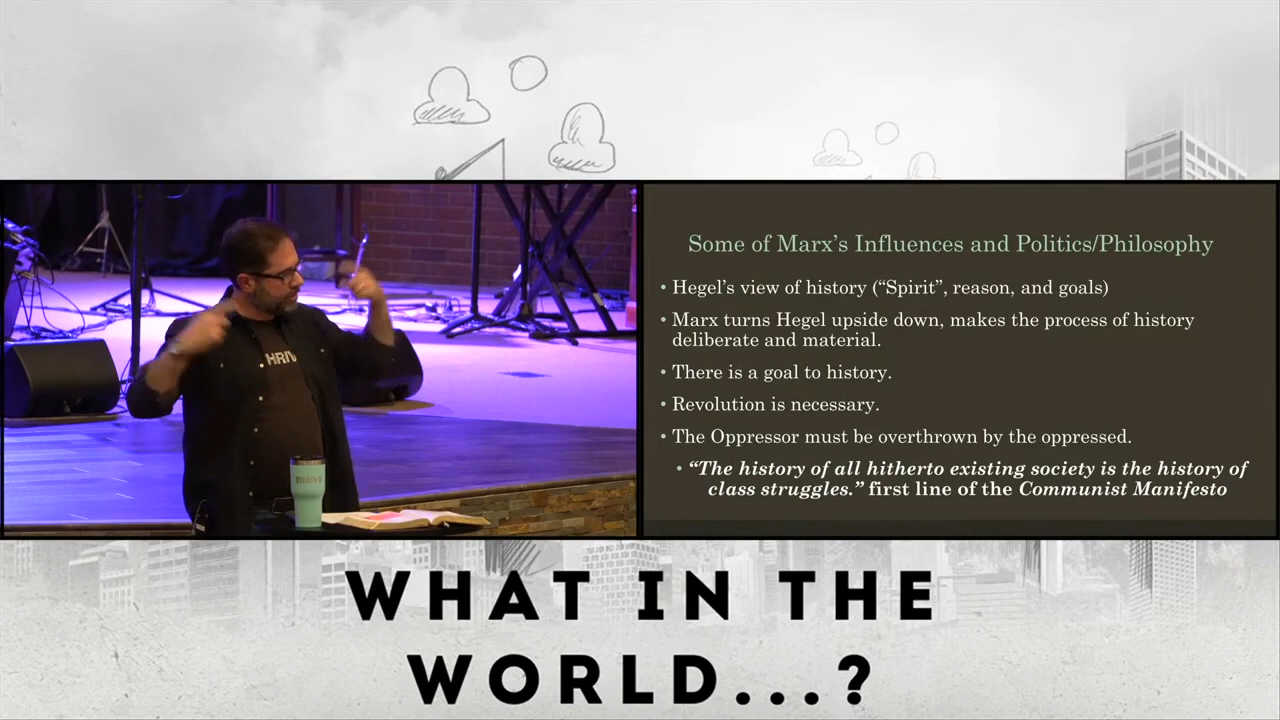 HRIV
THRIVE
Some of Marx's Influences and Politics/Philosophy
• Hegel's view of history (“Spirit”, reason, and goals)
• Marx turns Hegel upside down, makes the process of history
deliberate and material.
• There is a goal to history.
• Revolution is necessary.
• The Oppressor must be overthrown by the oppressed.
• “The history of all hitherto existing society is the history of
class struggles.” first line of the Communist Manifesto
WHAT IN THE
WORLD...?